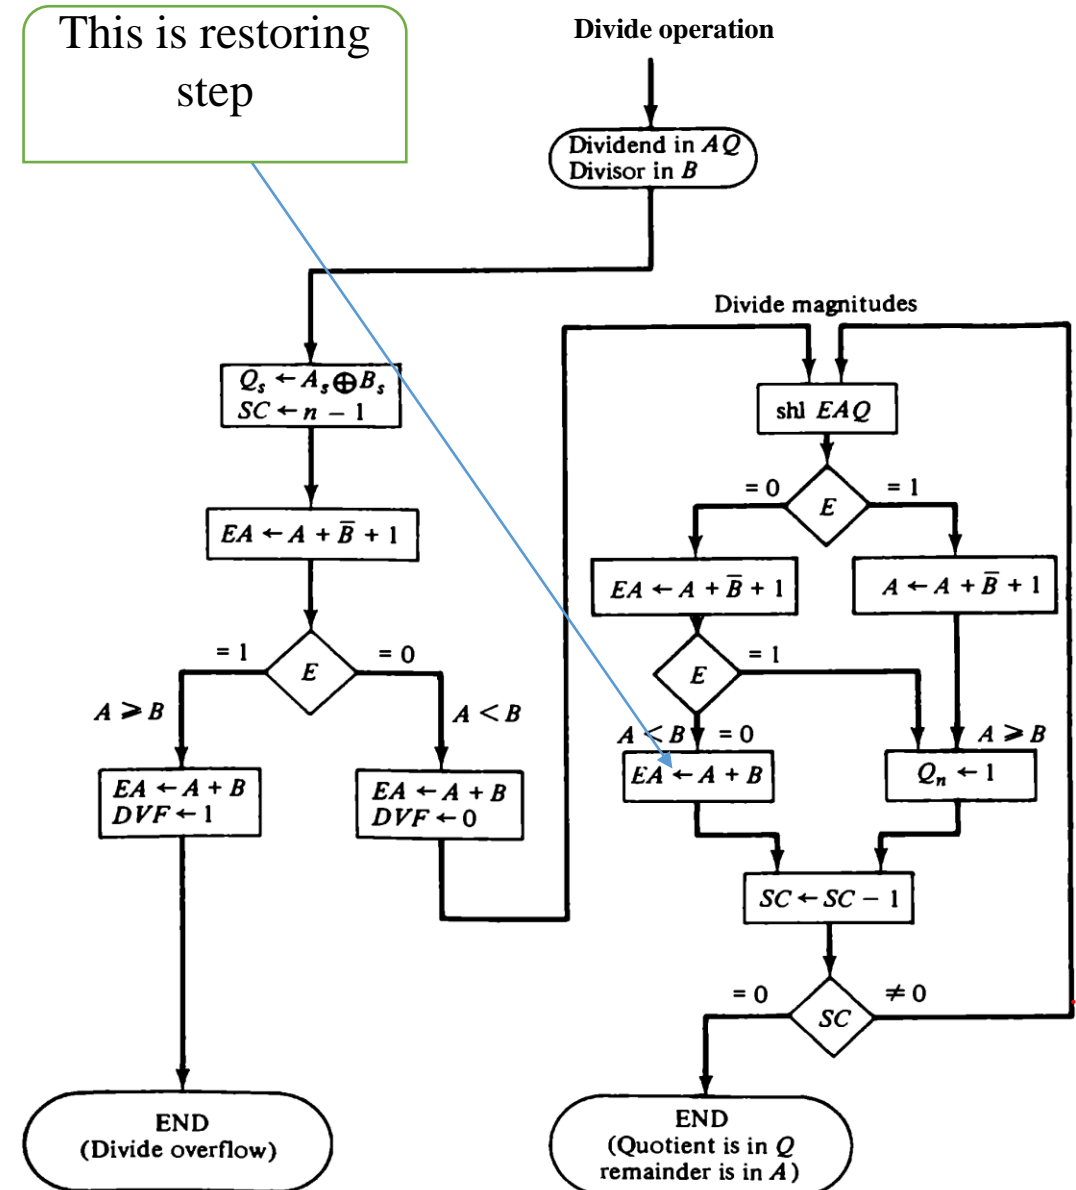 This is restoring
step
Divide operation
Dividend in AQ
Divisor in B
Qₛ ← Aₛ ⊕ Bₛ
SC ← n − 1
EA ← A + B̅ + 1
E
= 1
= 0
A ⩾ B
A < B
EA ← A + B
DVF ← 1
EA ← A + B
DVF ← 0
END
(Divide overflow)
Divide magnitudes
shl EAQ
E
= 0
= 1
EA ← A + B̅ + 1
A ← A + B̅ + 1
E
= 1
A < B
= 0
A ⩾ B
EA ← A + B
Qₙ ← 1
SC ← SC − 1
SC
= 0
≠ 0
END
(Quotient is in Q
remainder is in A)